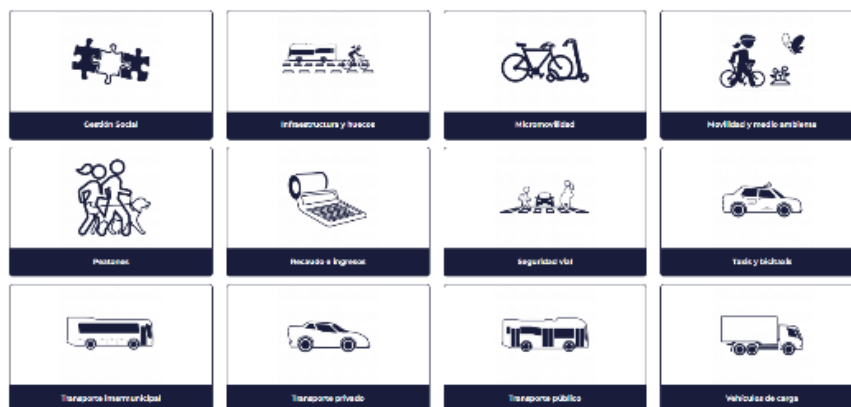 Gestión Social
Infraestructura y huecos
Micromovilidad
Movilidad y medio ambiente
Peatones
Recaudo e ingresos
Seguridad vial
Taxis y bicitaxis
Transporte intermunicipal
Transporte privado
Transporte público
Vehículos de carga